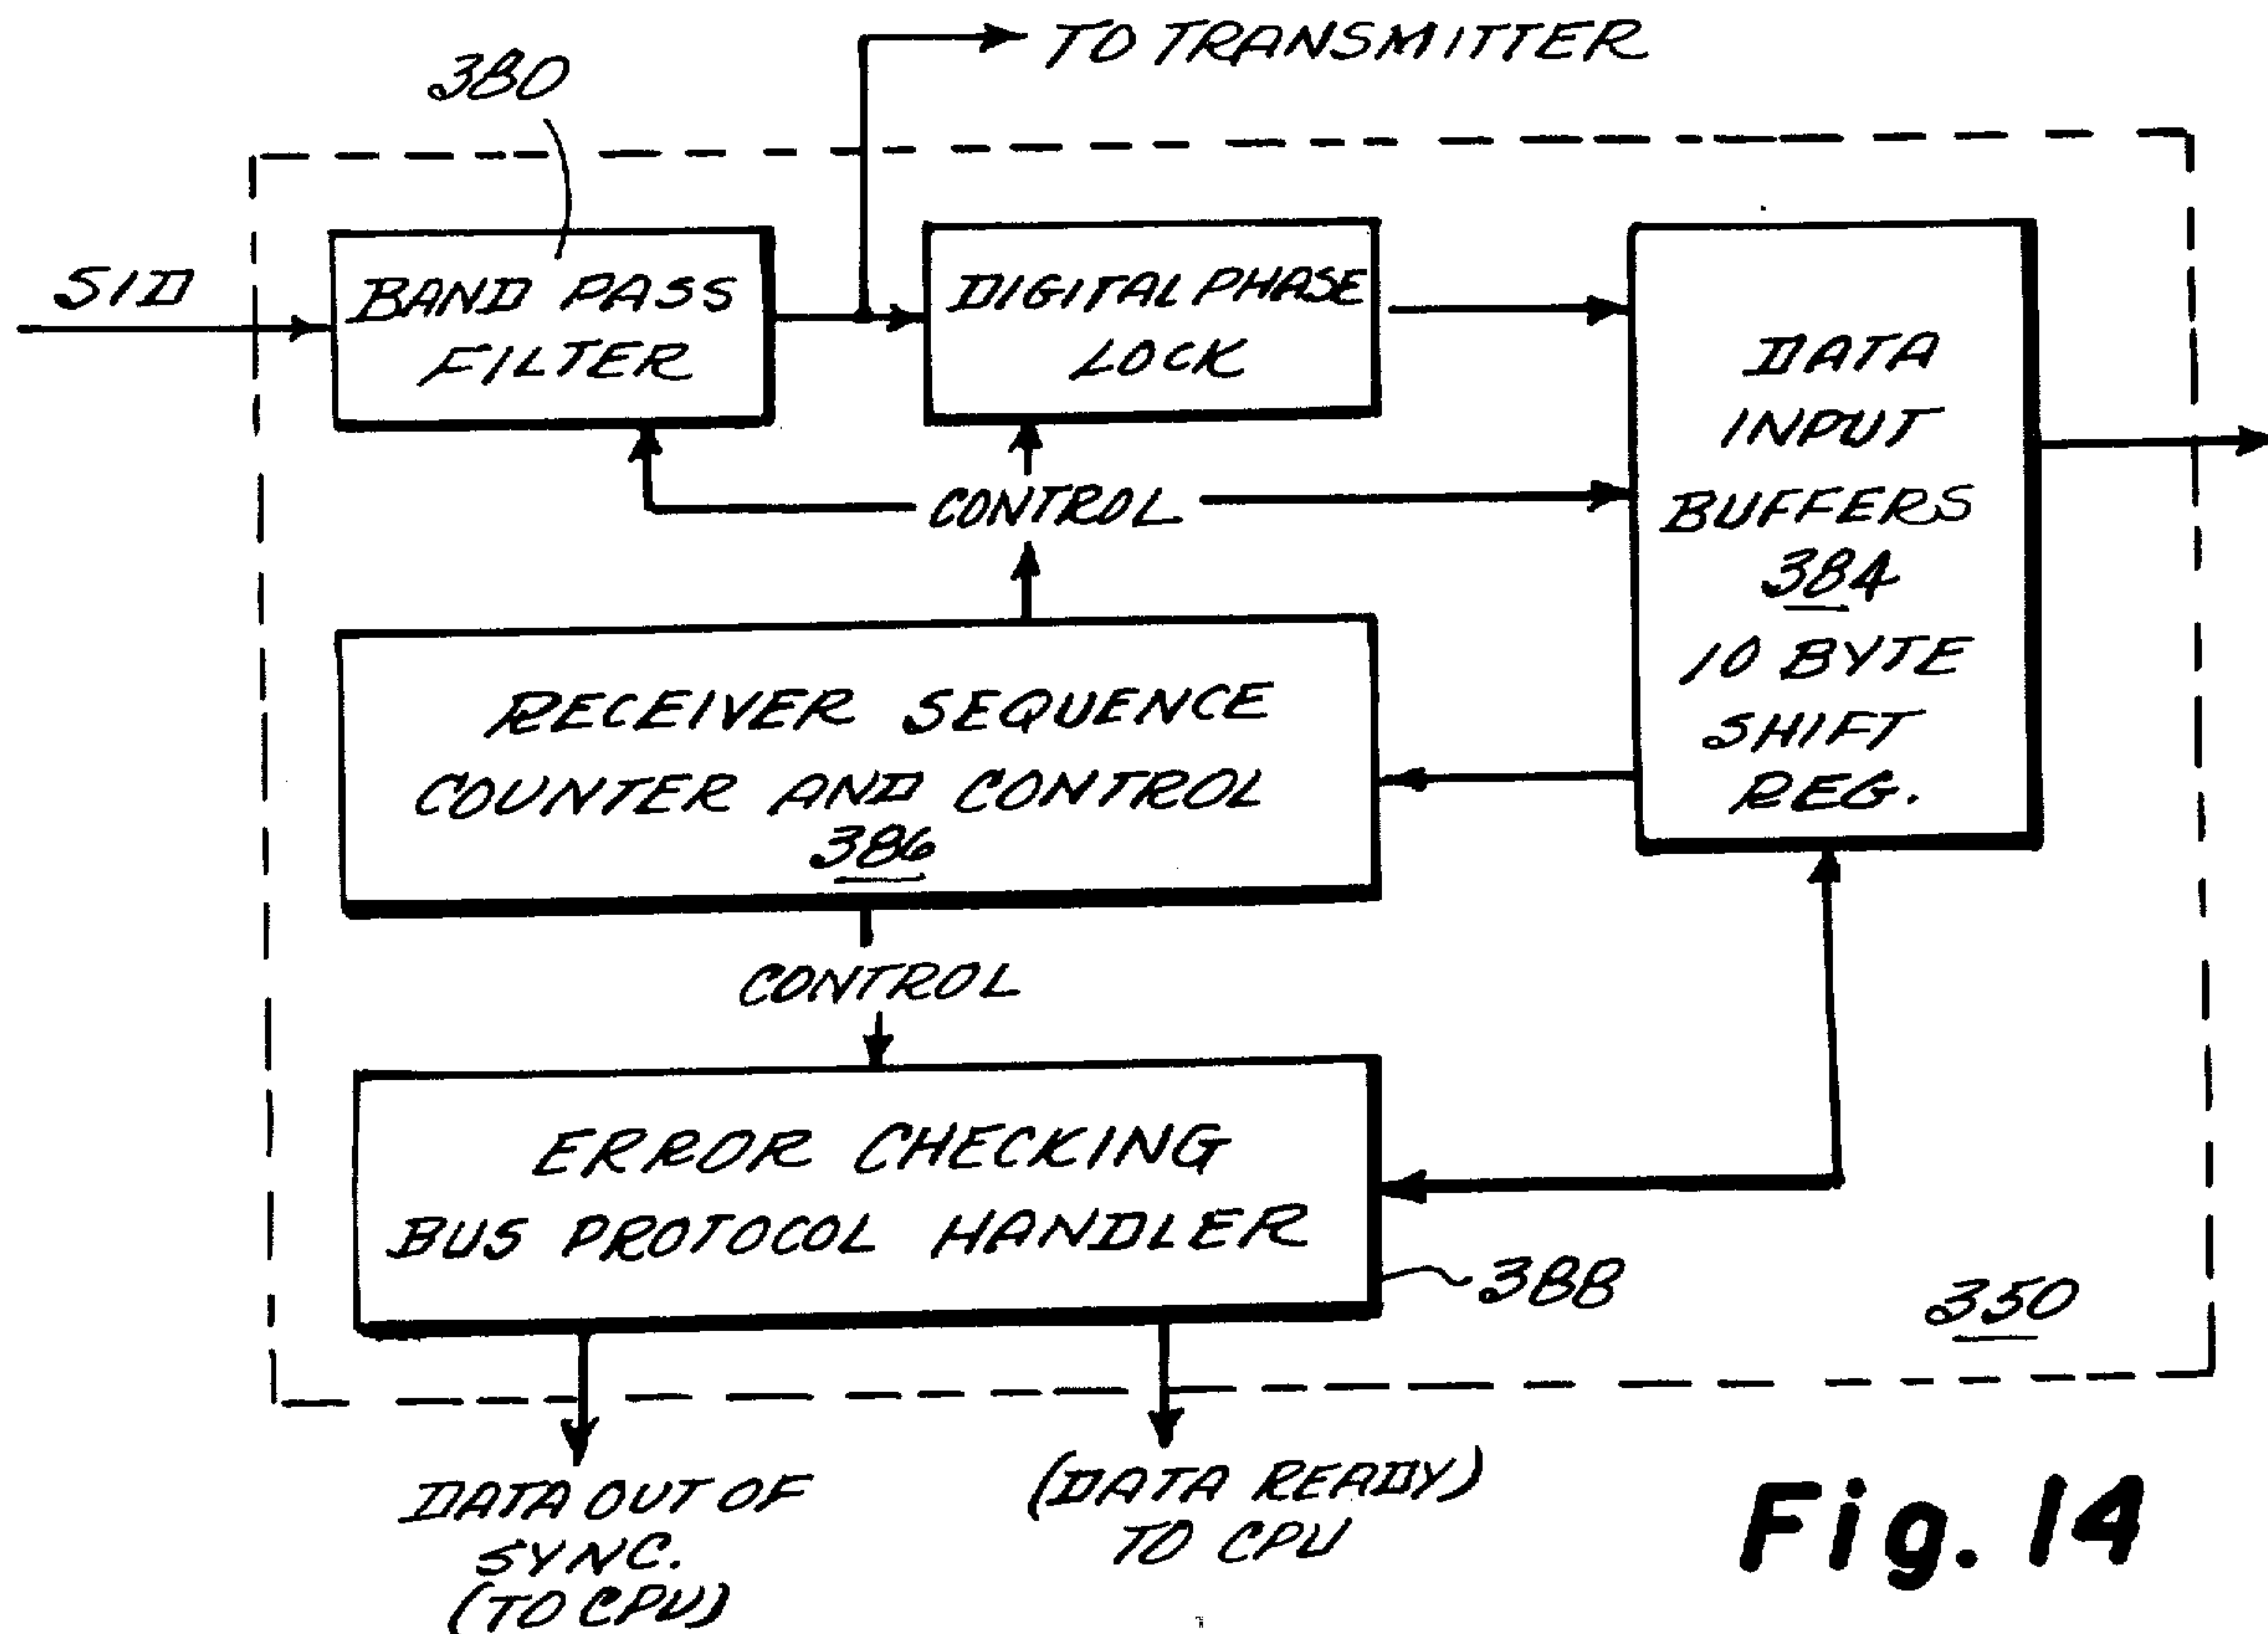 TO TRANSMITTER
380
SID
BAND PASS
FILTER
DIGITAL PHASE
LOCK
DATA
INPUT
BUFFERS
384
10 BYTE
SHIFT
REG.
CONTROL
RECEIVER SEQUENCE
COUNTER AND CONTROL
386
CONTROL
ERROR CHECKING
BUS PROTOCOL HANDLER
388
350
DATA OUT OF
SYNC.
(TO CPU)
(DATA READY)
TO CPU
Fig. 14